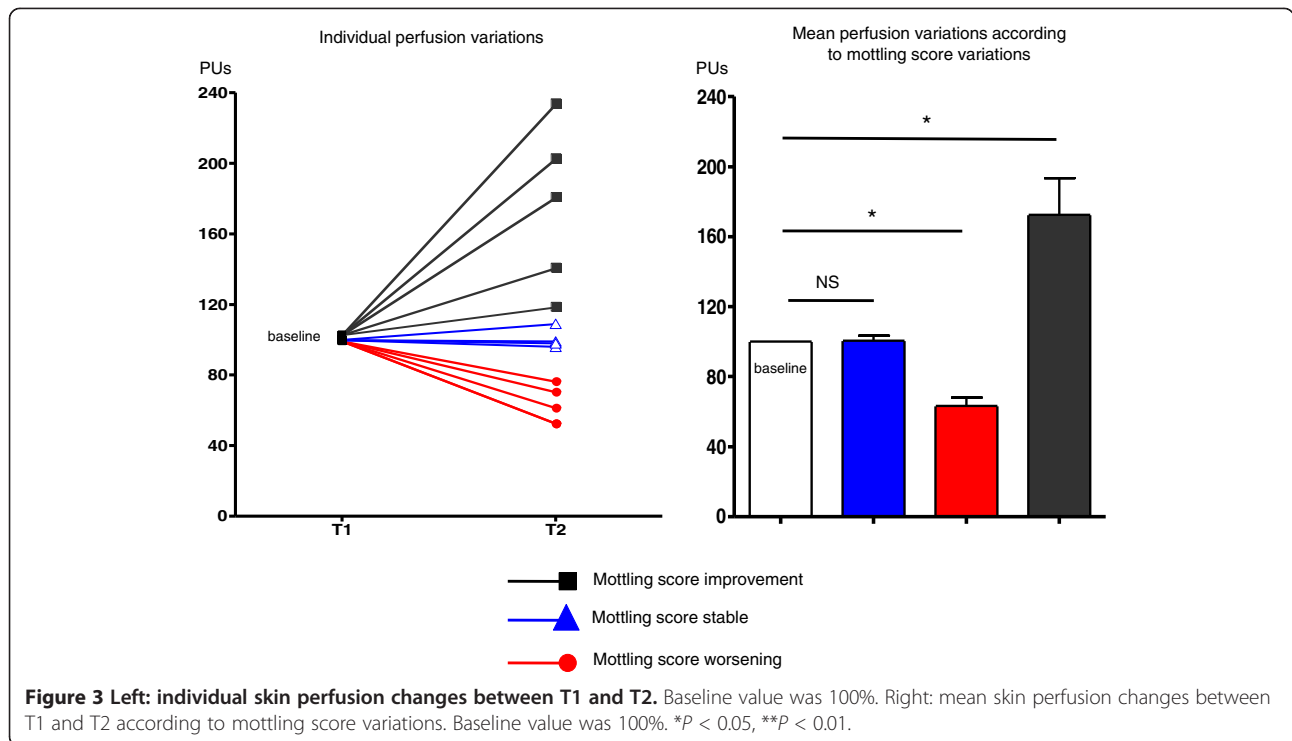 Individual perfusion variations
PUs
240
200
160
120
baseline
80
40
0
T1 T2
Mean perfusion variations according
to mottling score variations
PUs
240
200
160
120
80
40
0
*
*
NS
baseline
Mottling score improvement
Mottling score stable
Mottling score worsening
Figure 3 Left: individual skin perfusion changes between T1 and T2. Baseline value was 100%. Right: mean skin perfusion changes between
T1 and T2 according to mottling score variations. Baseline value was 100%. *P < 0.05, **P < 0.01.